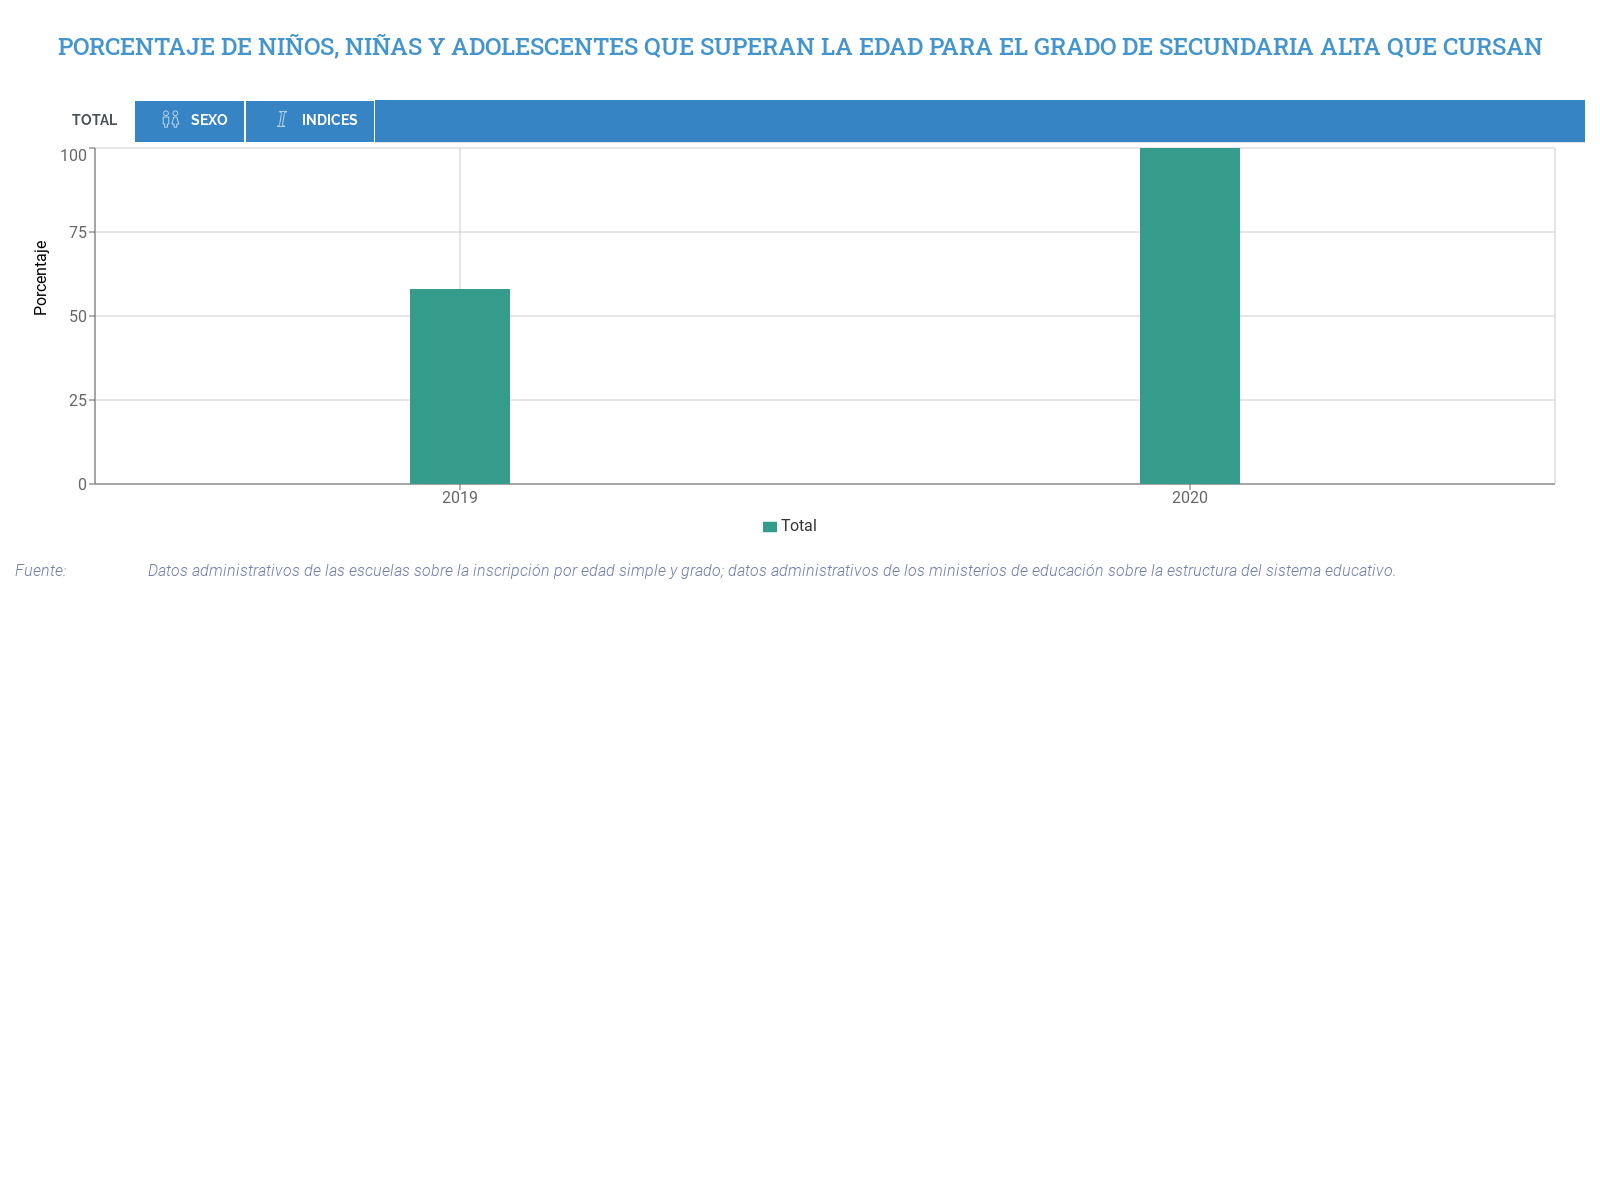 PORCENTAJE DE NIÑOS, NIÑAS Y ADOLESCENTES QUE SUPERAN LA EDAD PARA EL GRADO DE SECUNDARIA ALTA QUE CURSAN
TOTAL SEXO INDICES
100
75
50
25
0
Porcentaje
2019 2020
Total
Fuente: Datos administrativos de las escuelas sobre la inscripción por edad simple y grado; datos administrativos de los ministerios de educación sobre la estructura del sistema educativo.